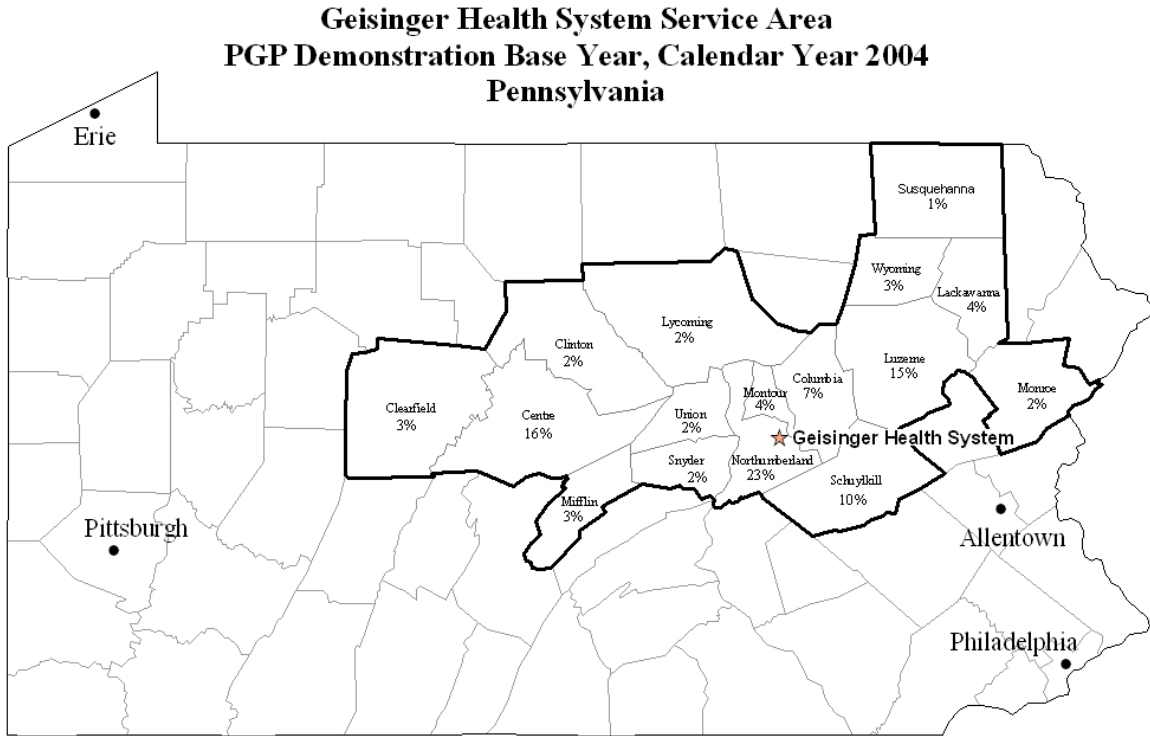 Geisinger Health System Service Area
PGP Demonstration Base Year, Calendar Year 2004
Pennsylvania
Erie
Susquehanna
1%
Wyoming
3%
Lackawanna
4%
Lycoming
2%
Clinton
2%
Luzerne
15%
Columbia
7%
Montour
4%
Monroe
2%
Clearfield
3%
Centre
16%
Union
2%
Geisinger Health System
Snyder
2%
Northumberland
23%
Schuylkill
10%
Mifflin
3%
Pittsburgh
Allentown
Philadelphia